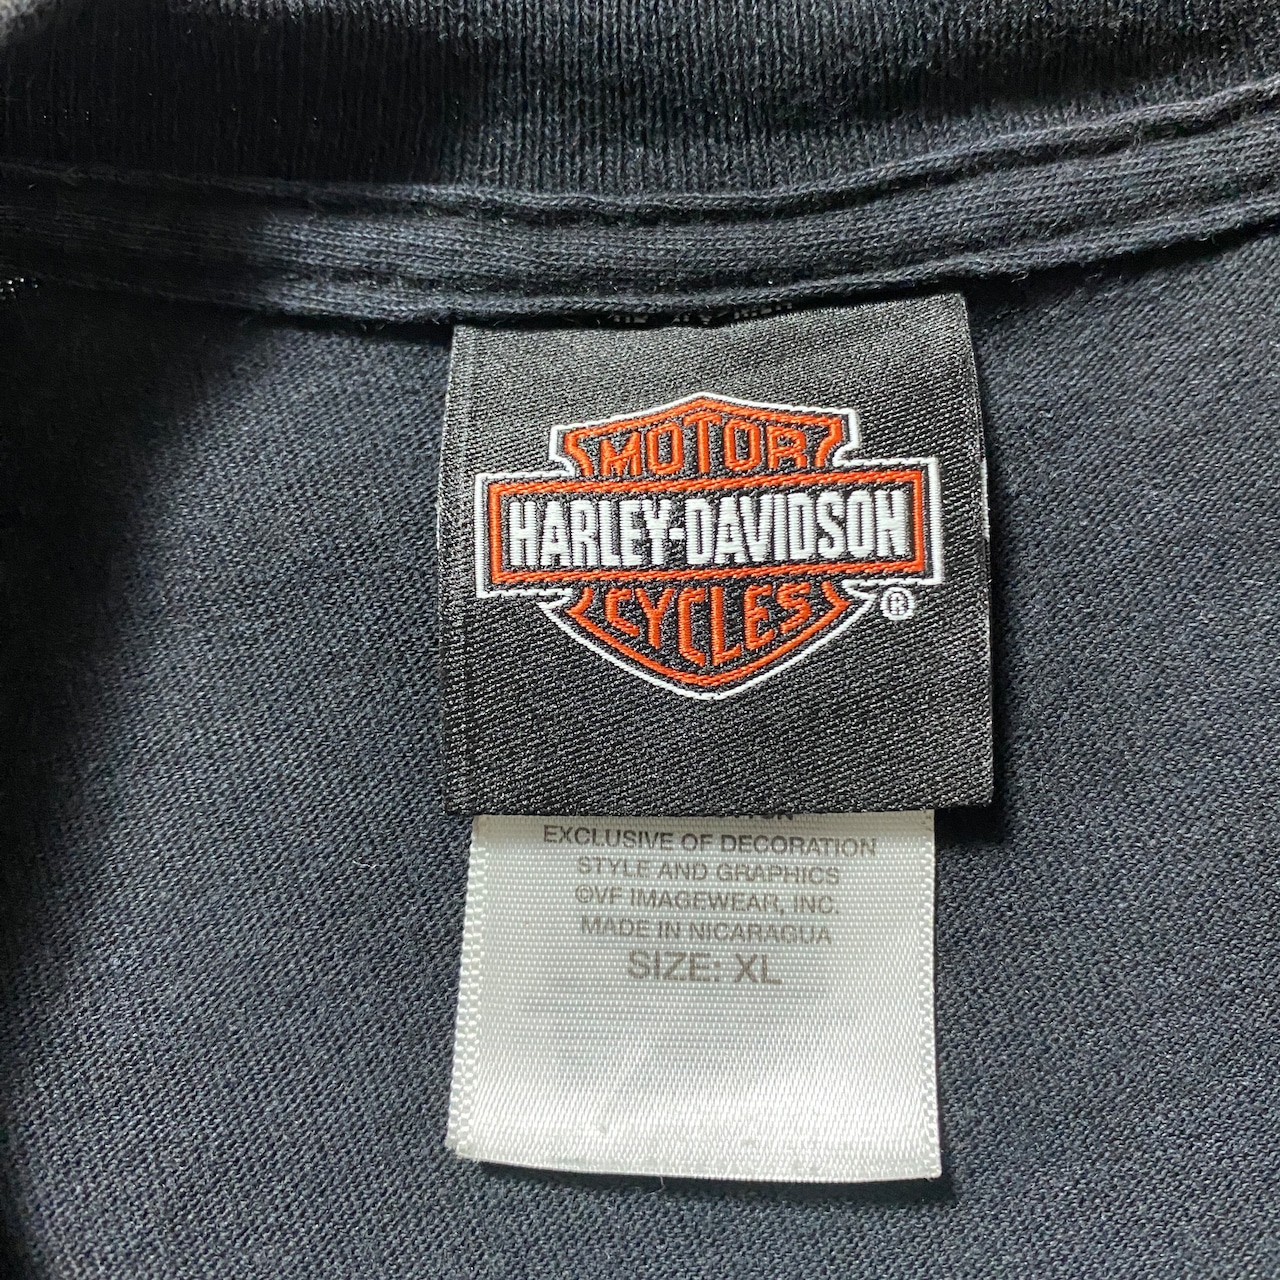 MOTOR
HARLEY-DAVIDSON
CYCLES
®
EXCLUSIVE OF DECORATION
STYLE AND GRAPHICS
©VF IMAGEWEAR, INC.
MADE IN NICARAGUA
SIZE: XL